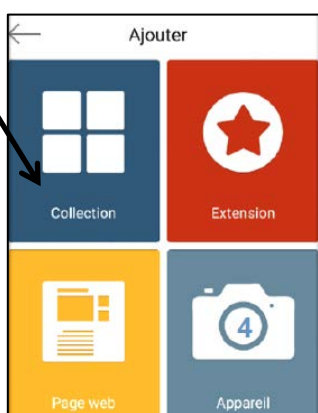 Ajouter
Collection
Extension
4
Page web
Appareil